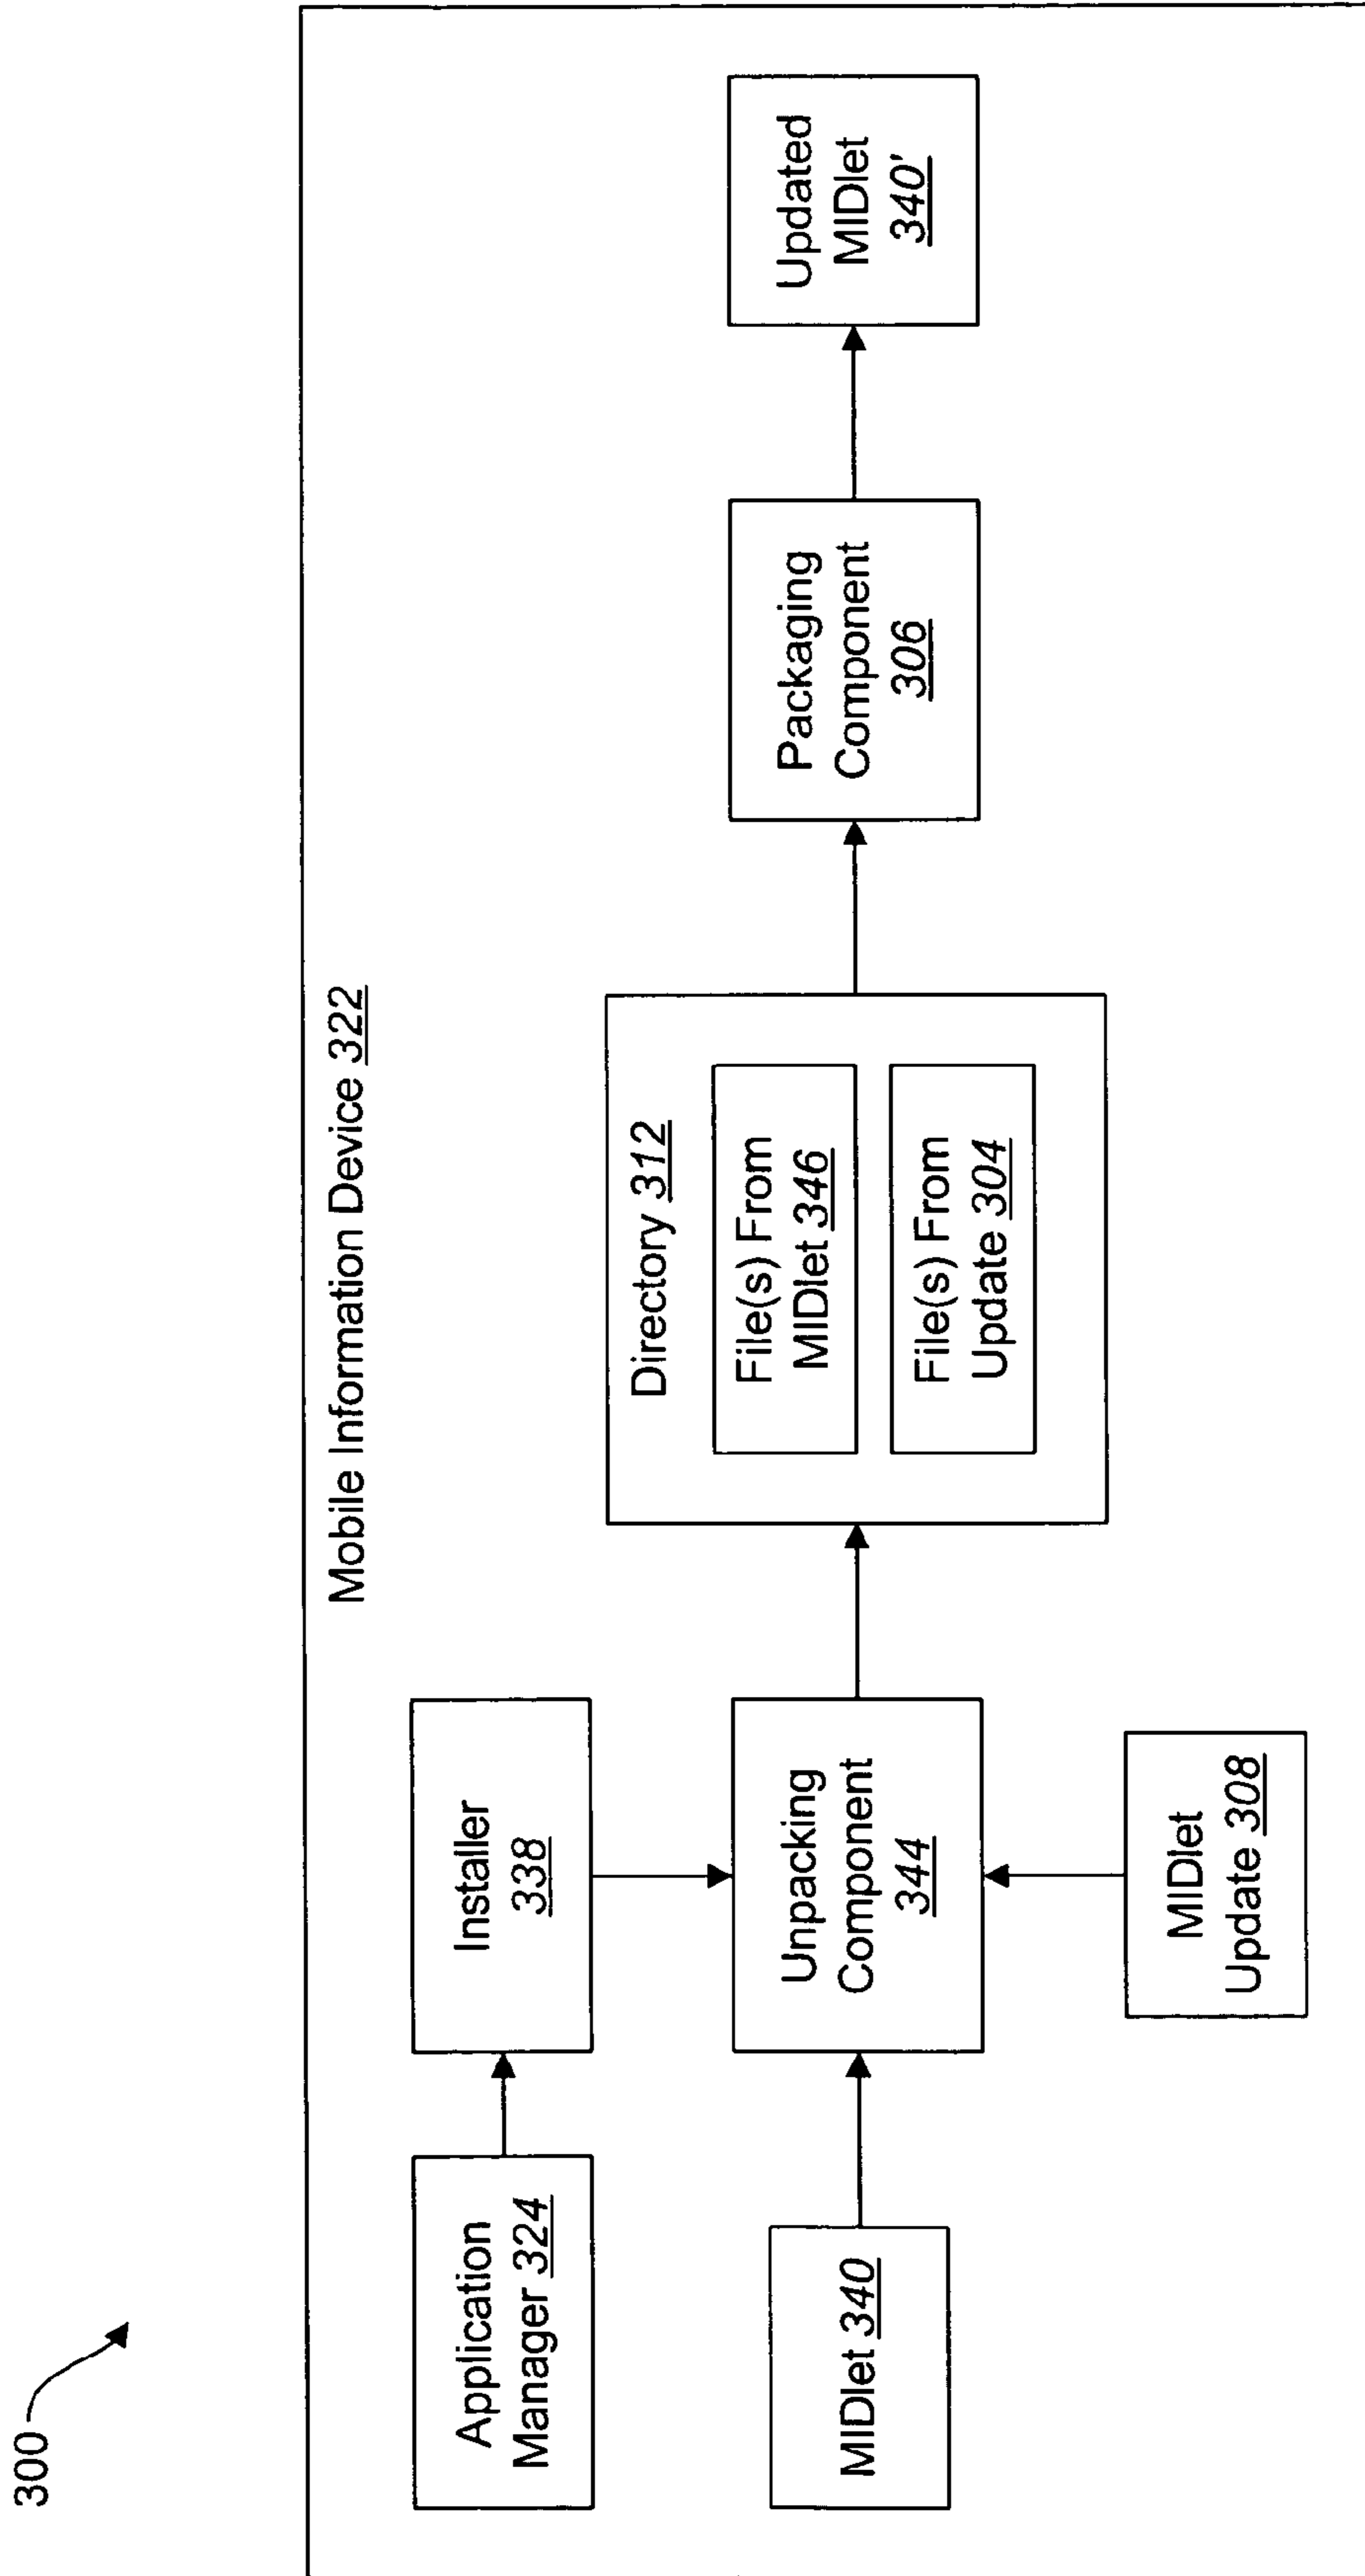 300
Mobile Information Device 322
Application
Manager 324
Installer
338
MIDlet 340
Unpacking
Component
344
MIDlet
Update 308
Directory 312
File(s) From
MIDlet 346
File(s) From
Update 304
Packaging
Component
306
Updated
MIDlet
340'